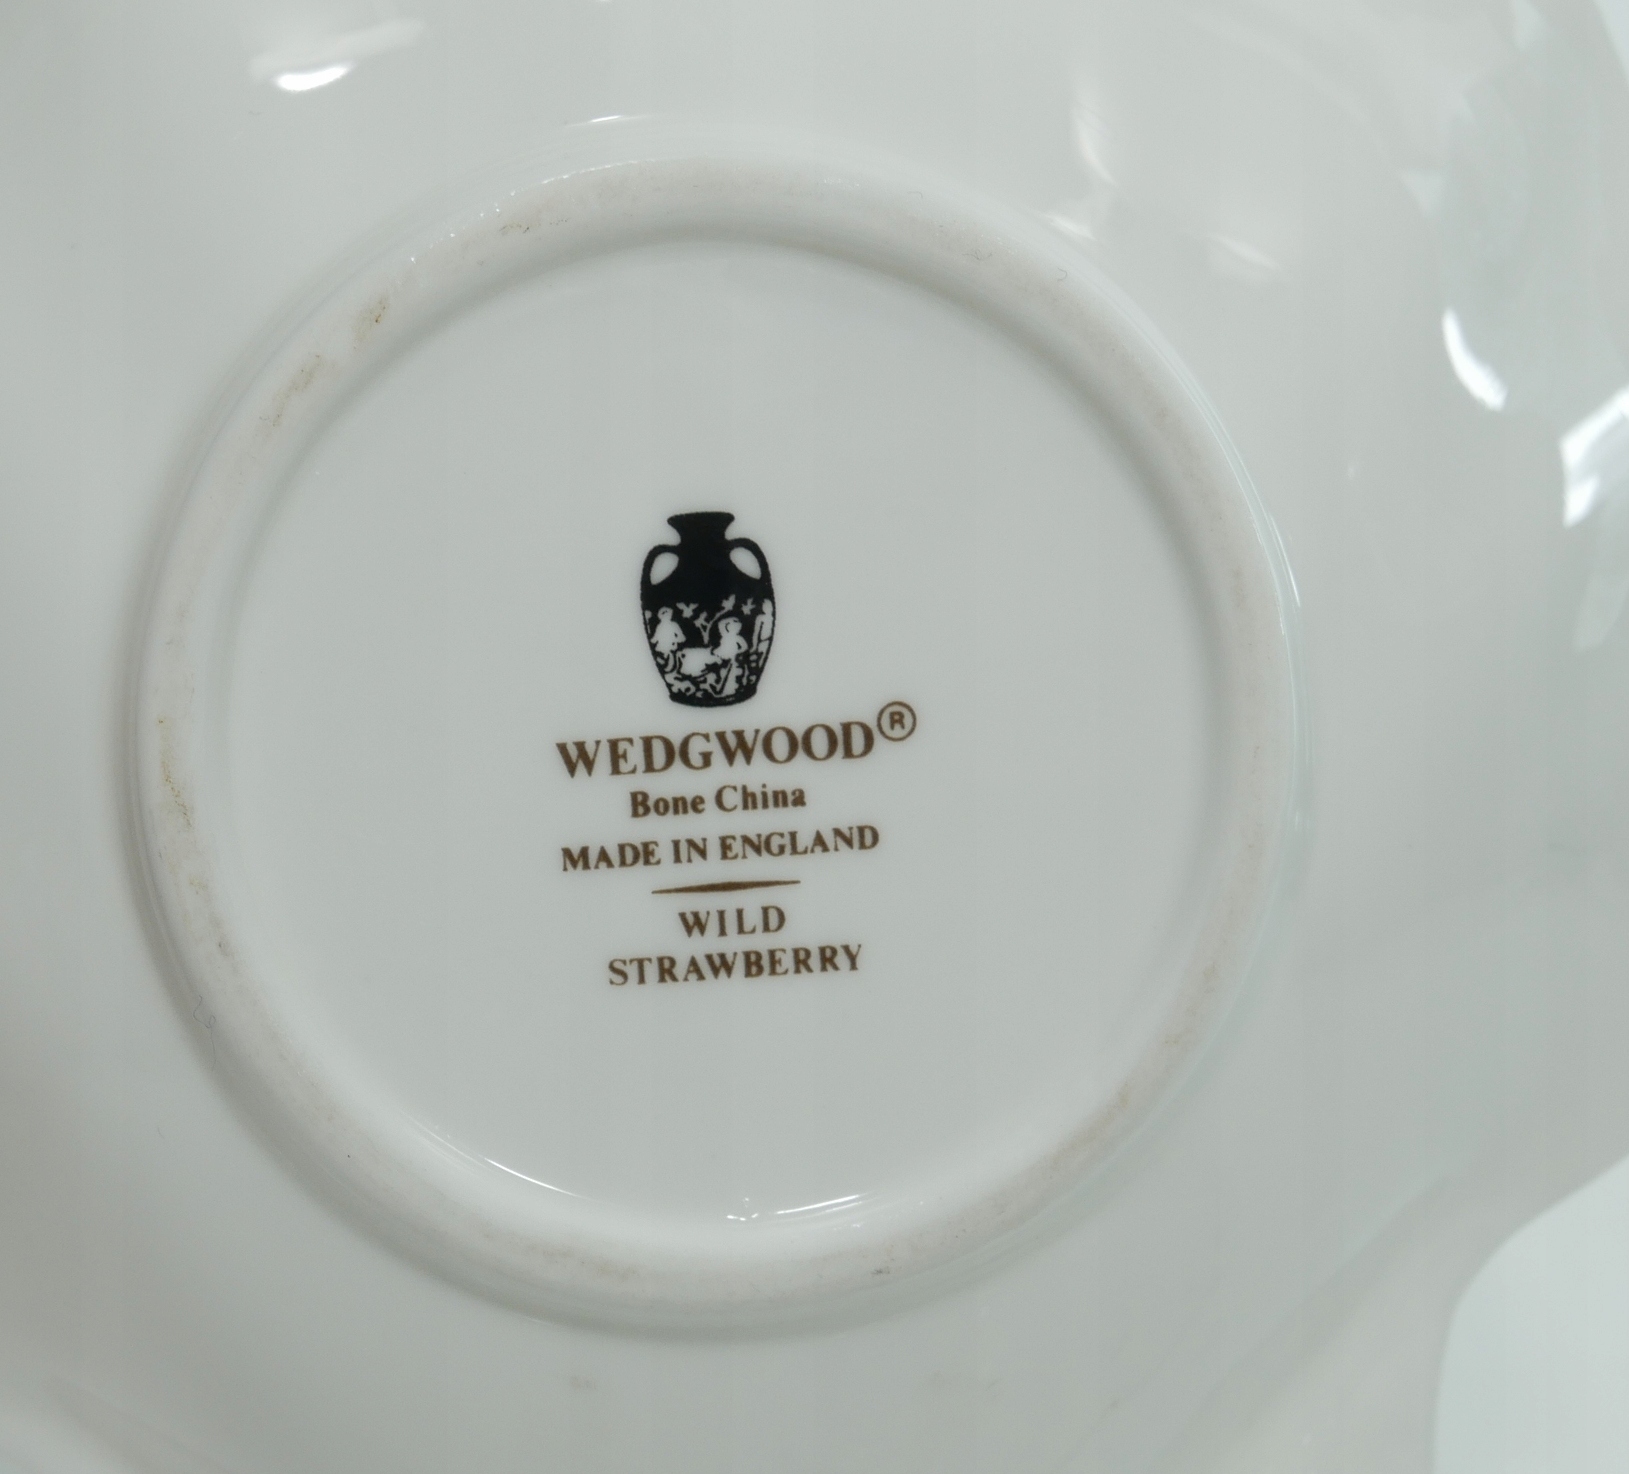 WEDGWOOD®
Bone China
MADE IN ENGLAND
WILD
STRAWBERRY